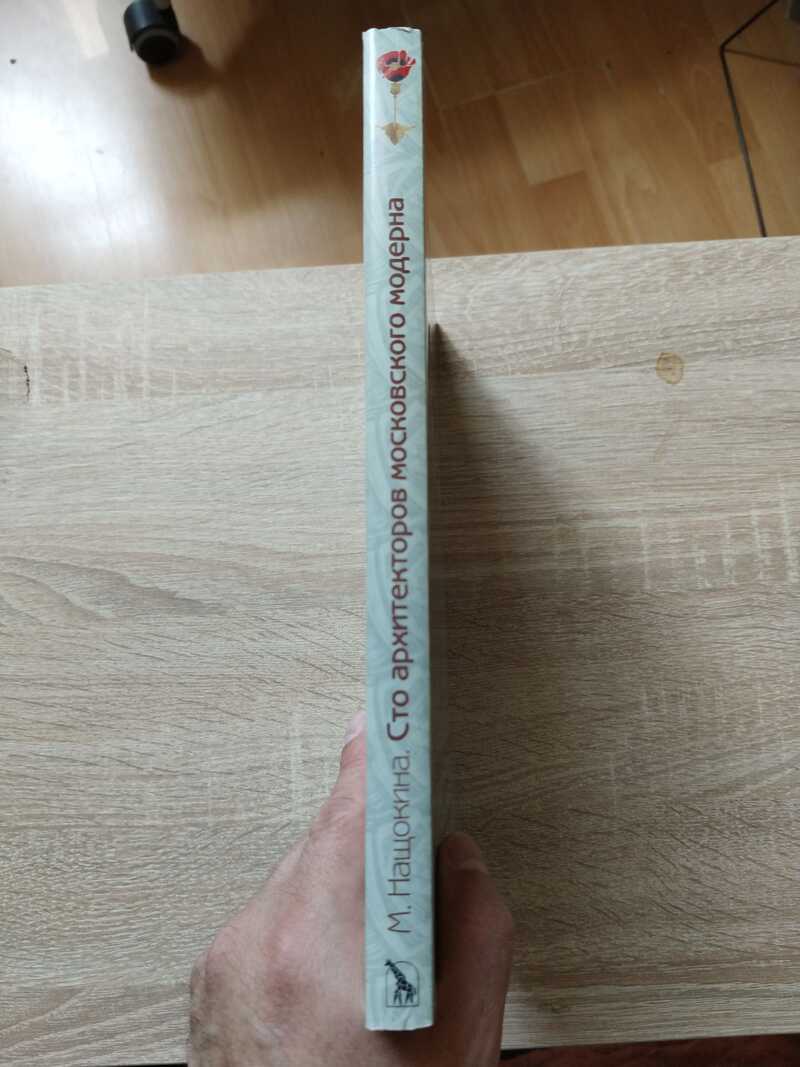 М. Нащокина. Сто архитекторов московского модерна